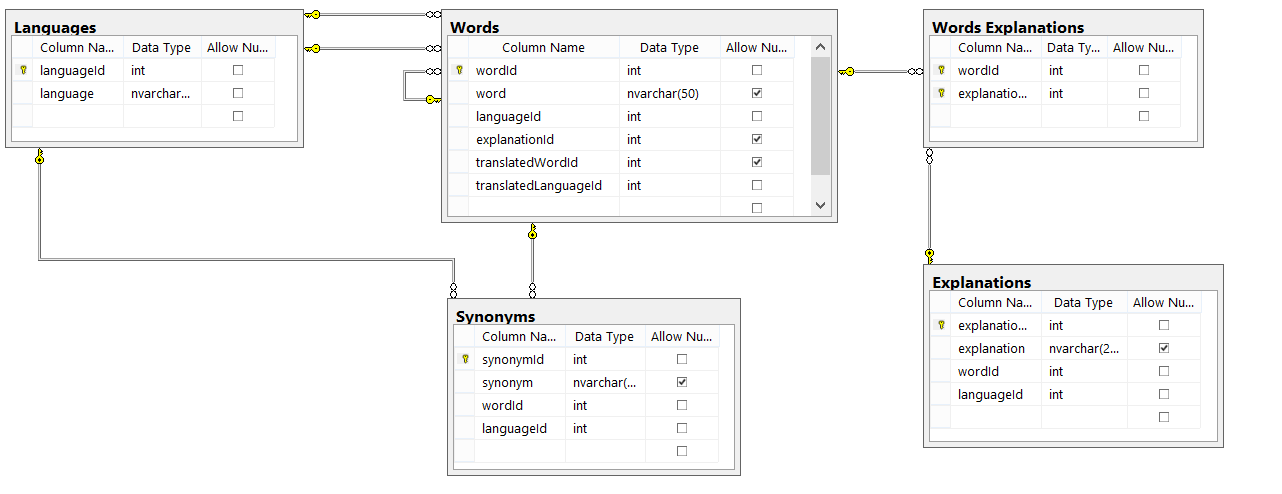 Languages
Column Na... Data Type Allow Nu...
languageId int
language nvarchar...
Words
Column Name Data Type Allow Nu...
wordId int
word nvarchar(50)
languageId int
explanationId int
translatedWordId int
translatedLanguageId int
Words Explanations
Column Na... Data Ty... Allow Nu...
wordId int
explanatio... int
Synonyms
Column Na... Data Type Allow Nu...
synonymId int
synonym nvarchar(...
wordId int
languageId int
Explanations
Column Na... Data Type Allow Nu...
explanatio... int
explanation nvarchar(2...
wordId int
languageId int